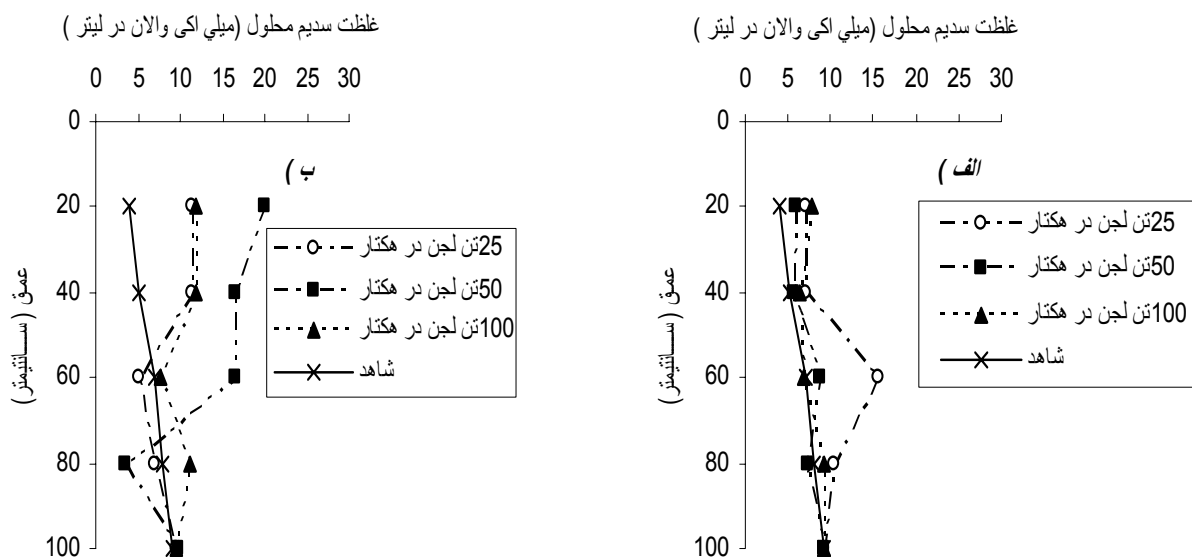 غلظت سدیم محلول (میلي اکی والان در لیتر )
0 5 10 15 20 25 30
0
20
40
60
80
100
عمق ( سـانتیمتر)
الف )
25تن لجن در هکتار
50تن لجن در هکتار
100تن لجن در هکتار
شاهد
غلظت سدیم محلول (میلي اکی والان در لیتر )
0 5 10 15 20 25 30
0
20
40
60
80
100
عمق ( سـانتیمتر)
ب )
25تن لجن در هکتار
50تن لجن در هکتار
100تن لجن در هکتار
شاهد